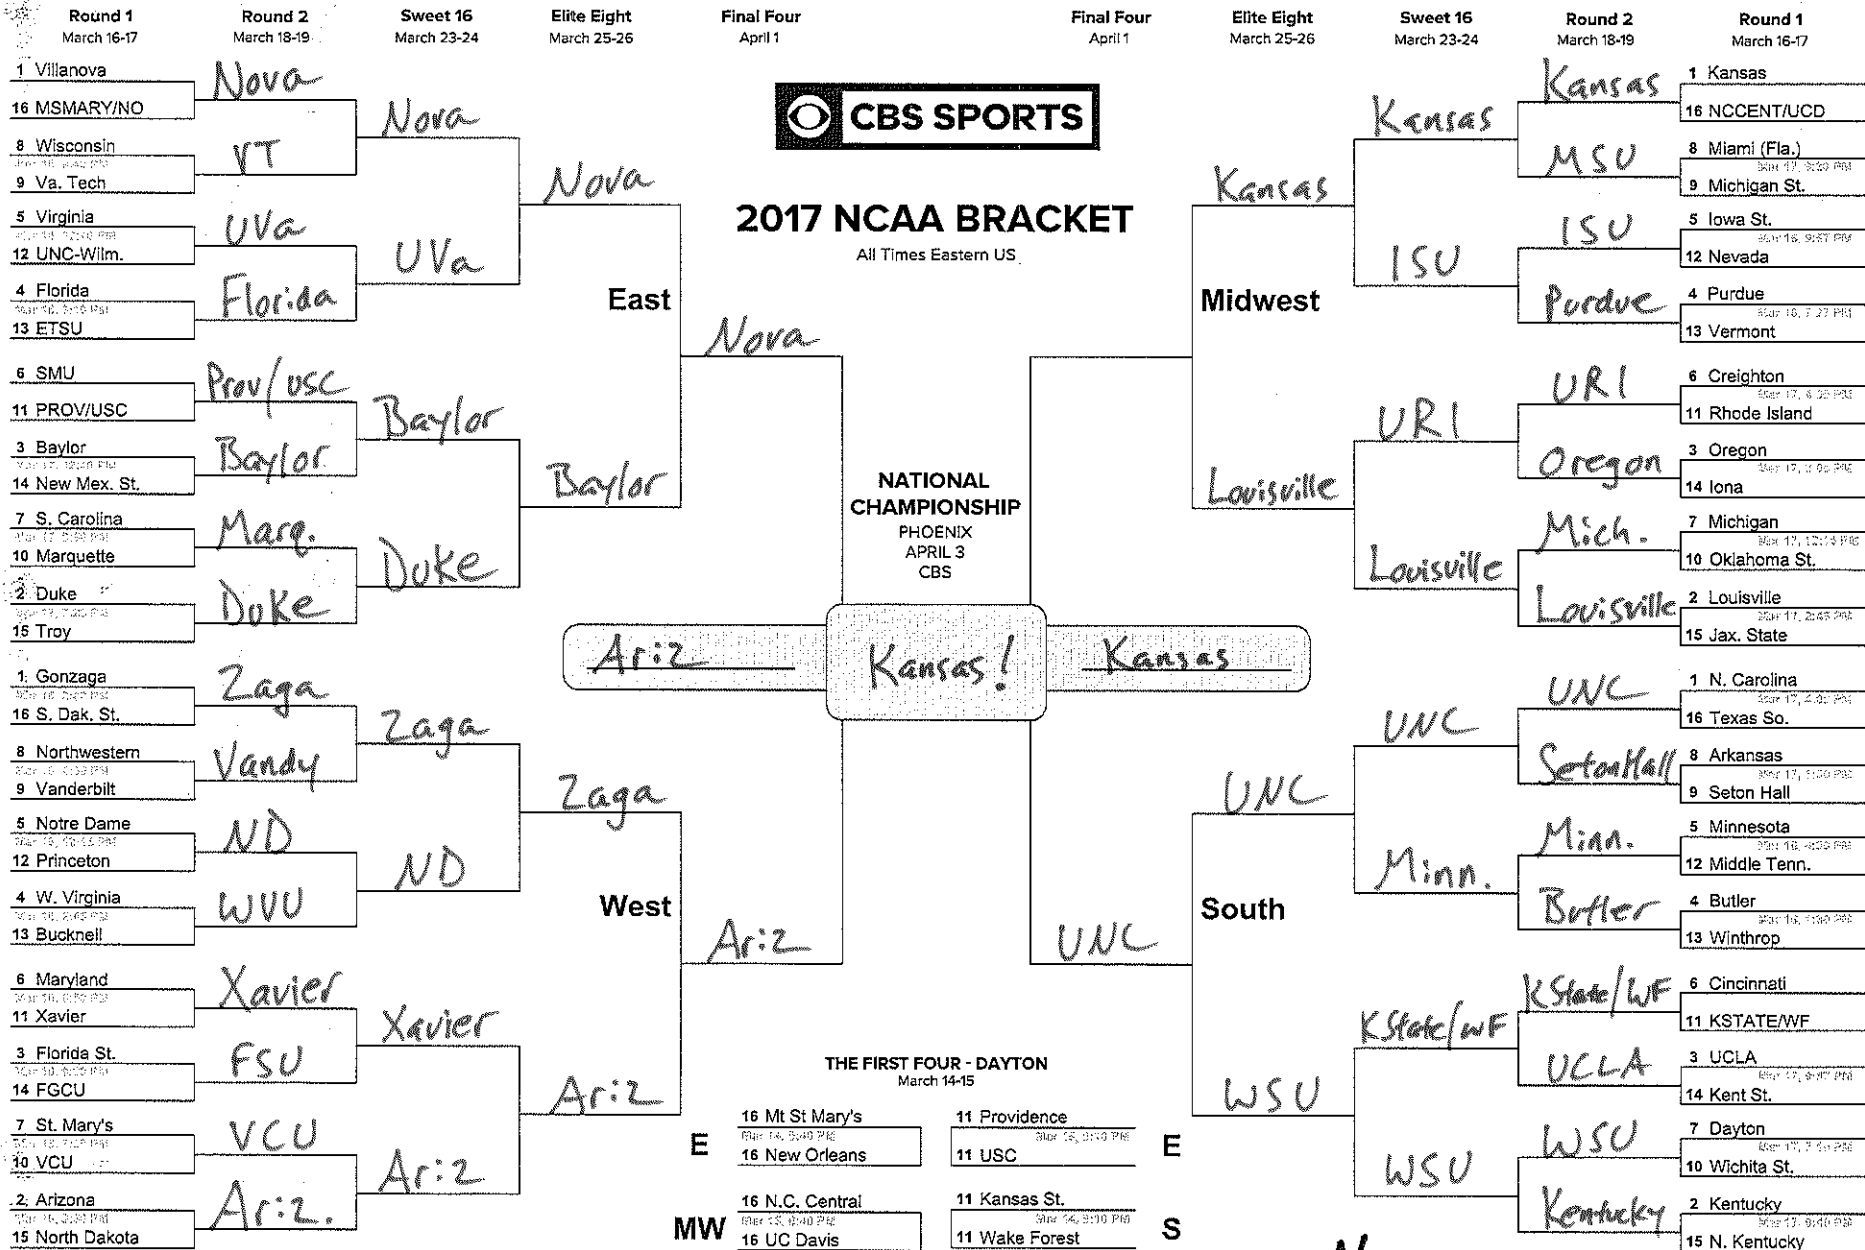 Round 1
March 16-17
Round 2
March 18-19
Sweet 16
March 23-24
Elite Eight
March 25-26
Final Four
April 1
Final Four
April 1
Elite Eight
March 25-26
Sweet 16
March 23-24
Round 2
March 18-19
Round 1
March 16-17
CBS SPORTS
2017 NCAA BRACKET
All Times Eastern US
1 Villanova
16 MSMARY/NO
8 Wisconsin
9 Va. Tech
5 Virginia
12 UNC-Wilm.
4 Florida
13 ETSU
6 SMU
11 PROV/USC
3 Baylor
14 New Mex. St.
7 S. Carolina
10 Marquette
2 Duke
15 Troy
Nova
VT
UVa
Florida
Prov/USC
Baylor
Marq.
Duke
Nova
UVa
Baylor
Duke
Nova
Baylor
East
Nova
1 Gonzaga
16 S. Dak. St.
8 Northwestern
9 Vanderbilt
5 Notre Dame
12 Princeton
4 W. Virginia
13 Bucknell
6 Maryland
11 Xavier
3 Florida St.
14 FGCU
7 St. Mary's
10 VCU
2 Arizona
15 North Dakota
Zaga
Vandy
ND
WVU
Xavier
FSU
VCU
Ariz.
Zaga
ND
Xavier
Ariz
Zaga
Ariz
West
Ariz
NATIONAL
CHAMPIONSHIP
PHOENIX
APRIL 3
CBS
Ariz
Kansas!
Kansas
1 Kansas
16 NCCENT/UCD
8 Miami (Fla.)
9 Michigan St.
5 Iowa St.
12 Nevada
4 Purdue
13 Vermont
6 Creighton
11 Rhode Island
3 Oregon
14 Iona
7 Michigan
10 Oklahoma St.
2 Louisville
15 Jax. State
Kansas
MSU
ISU
Purdue
URI
Oregon
Mich.
Louisville
Kansas
ISU
URI
Louisville
Kansas
Louisville
Midwest
1 N. Carolina
16 Texas So.
8 Arkansas
9 Seton Hall
5 Minnesota
12 Middle Tenn.
4 Butler
13 Winthrop
6 Cincinnati
11 KSTATE/WF
3 UCLA
14 Kent St.
7 Dayton
10 Wichita St.
2 Kentucky
15 N. Kentucky
UNC
Seton Hall
Minn.
Butler
KState/WF
UCLA
WSU
Kentucky
UNC
Minn.
KState/WF
WSU
UNC
WSU
South
UNC
THE FIRST FOUR - DAYTON
March 14-15
E
16 Mt St Mary's
16 New Orleans
11 Providence
11 USC
E
MW
16 N.C. Central
16 UC Davis
11 Kansas St.
11 Wake Forest
S